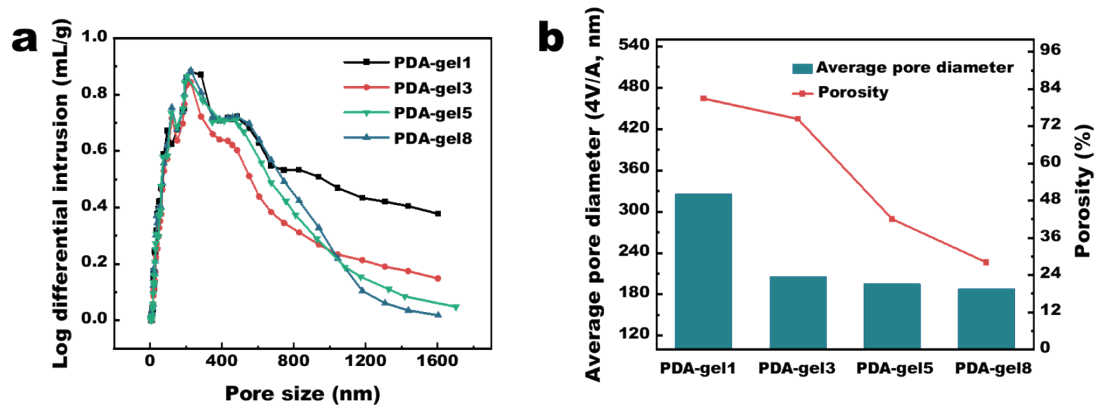 a
Log differential intrusion (mL/g)
1.0
0.8
0.6
0.4
0.2
0.0
0 400 800 1200 1600
Pore size (nm)
PDA-gel1
PDA-gel3
PDA-gel5
PDA-gel8
b
Average pore diameter (4V/A, nm)
540
480
420
360
300
240
180
120
PDA-gel1 PDA-gel3 PDA-gel5 PDA-gel8
Average pore diameter
Porosity
96
84
72
60
48
36
24
12
0
Porosity (%)